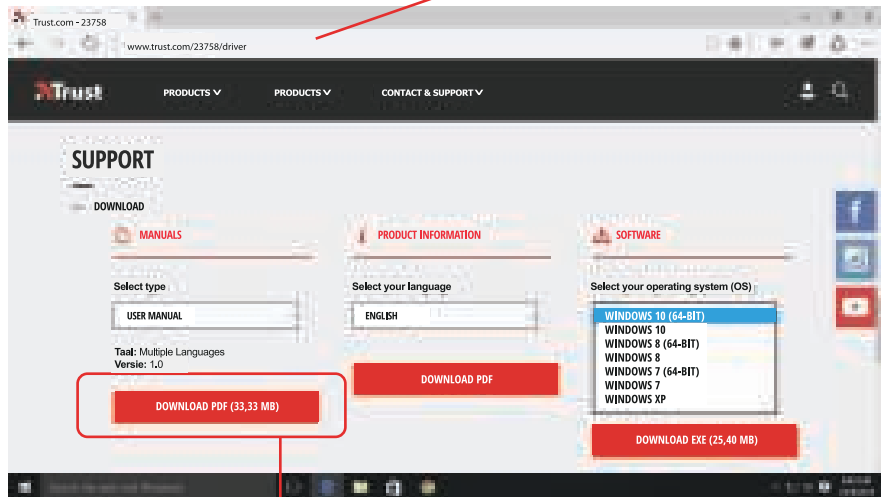 Trust.com - 23758
www.trust.com/23758/driver
Trust
PRODUCTS
PRODUCTS
CONTACT & SUPPORT
SUPPORT
DOWNLOAD
MANUALS
Select type
USER MANUAL
Taal: Multiple Languages
Versie: 1.0
DOWNLOAD PDF (33,33 MB)
PRODUCT INFORMATION
Select your language
ENGLISH
DOWNLOAD PDF
SOFTWARE
Select your operating system (OS)
WINDOWS 10 (64-BİT)
WINDOWS 10
WINDOWS 8 (64-BIT)
WINDOWS 8
WINDOWS 7 (64-BIT)
WINDOWS 7
WINDOWS XP
DOWNLOAD EXE (25,40 MB)